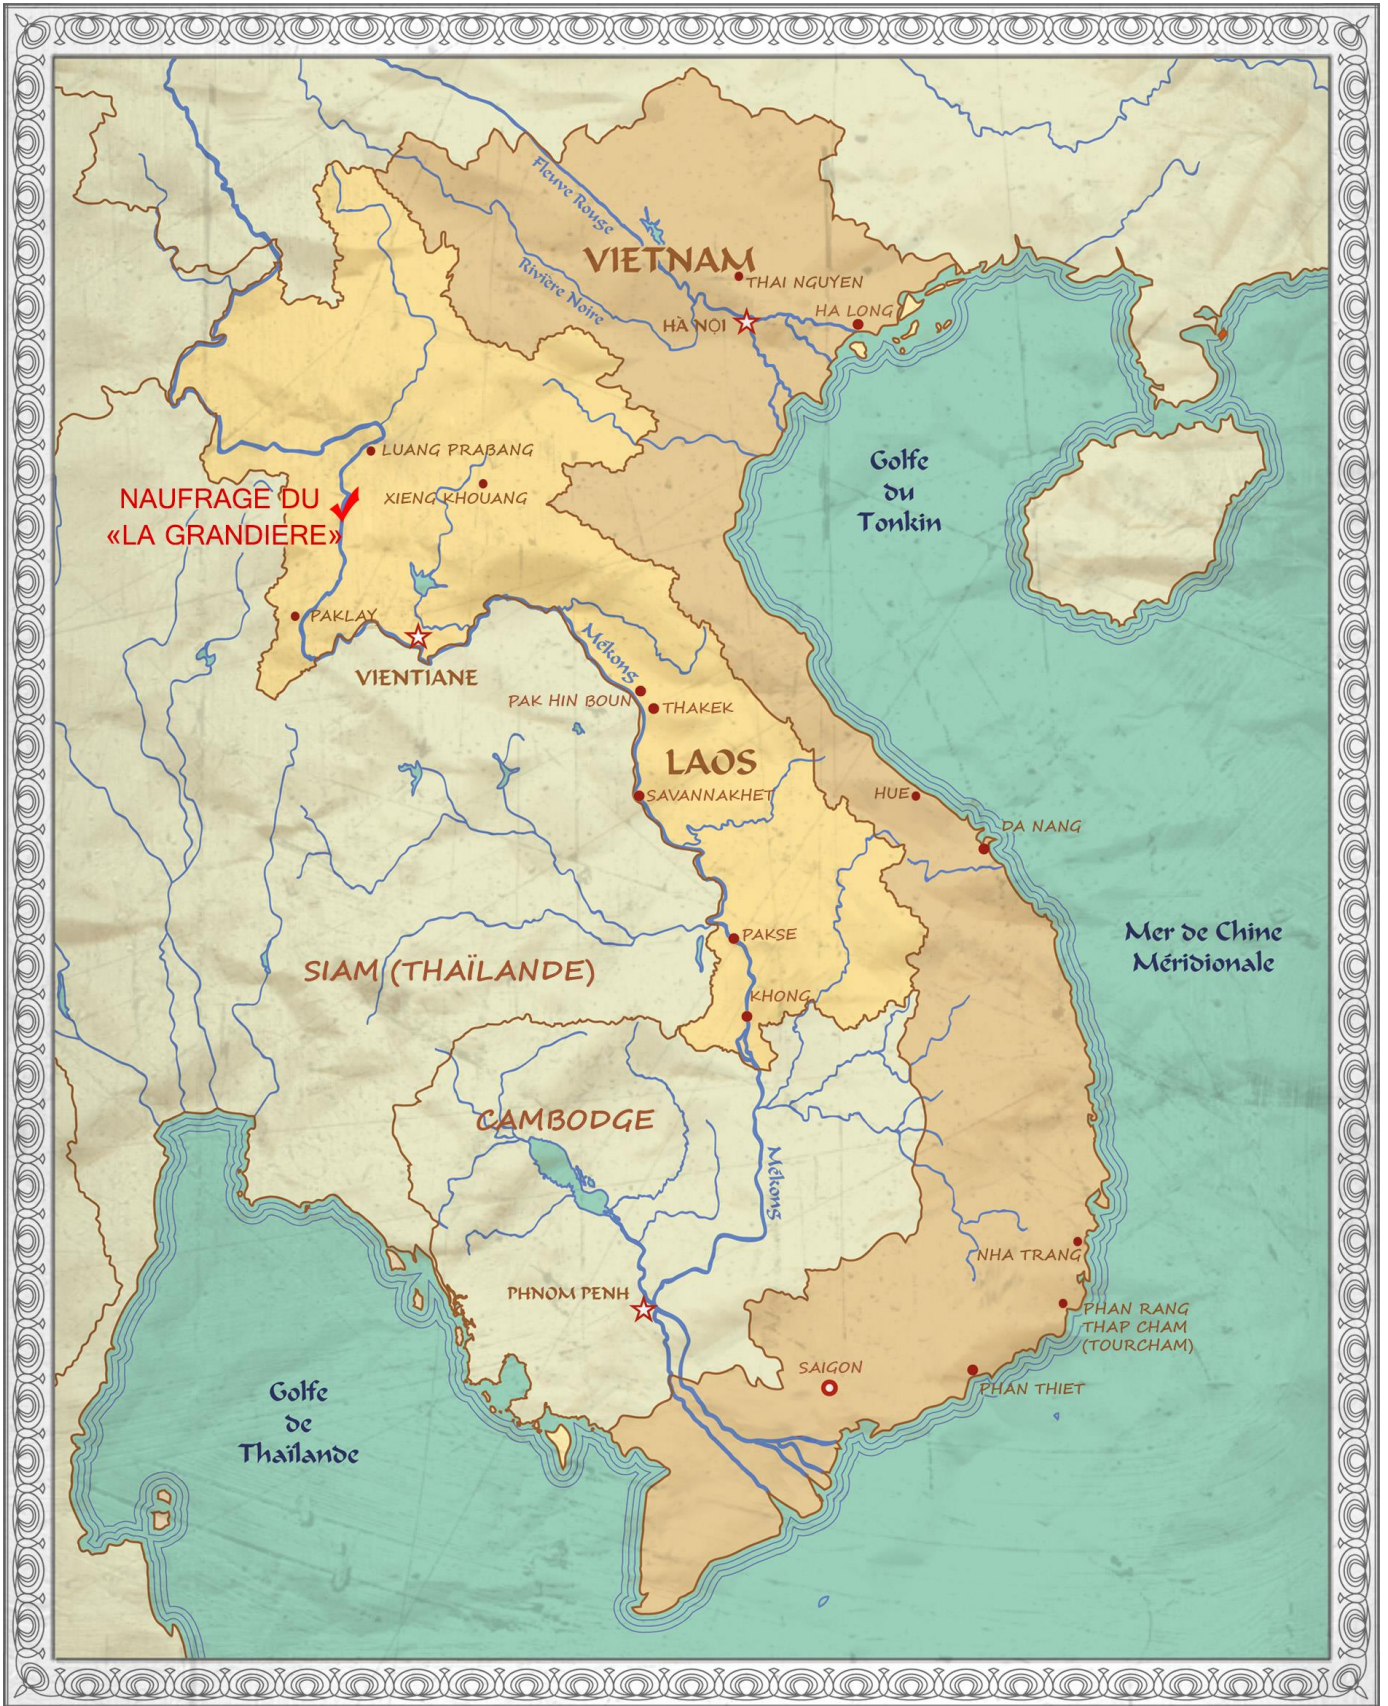 Fleuve Rouge
VIETNAM
THAI NGUYEN
Rivière Noire
HA LONG
HÀ NỘI
LUANG PRABANG
Golfe
du
Tonkin
NAUFRAGE DU
«LA GRANDIERE»
XIENG KHOUANG
PAKLAY
Mékong
VIENTIANE
PAK HIN BOUN
THAKEK
LAOS
SAVANNAKHET
HUE
DA NANG
PAKSE
Mer de Chine
Méridionale
SIAM (THAÏLANDE)
KHONG
CAMBODGE
Mékong
NHA TRANG
PHNOM PENH
PHAN RANG
THAP CHAM
(TOURCHAM)
SAIGON
PHAN THIET
Golfe
de
Thaïlande